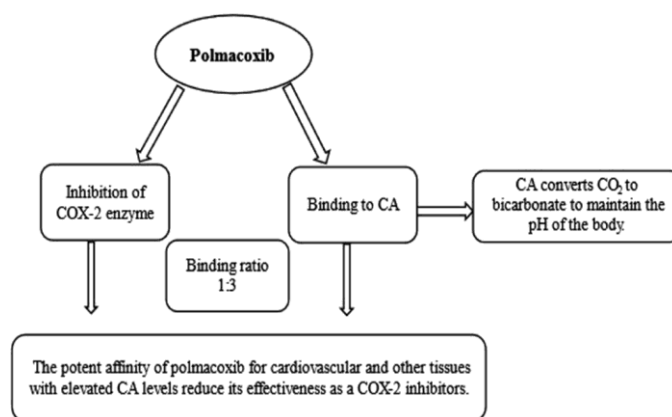 Polmacoxib
Inhibition of
COX-2 enzyme
Binding to CA
CA converts CO₂ to
bicarbonate to maintain the
pH of the body.
Binding ratio
1:3
The potent affinity of polmacoxib for cardiovascular and other tissues
with elevated CA levels reduce its effectiveness as a COX-2 inhibitors.